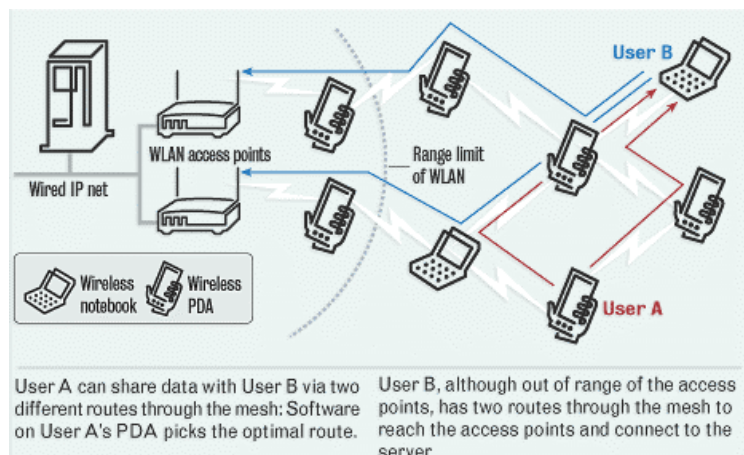 User B
WLAN access points
Range limit
of WLAN
Wired IP net
Wireless
notebook
Wireless
PDA
User A
User A can share data with User B via two
different routes through the mesh: Software
on User A's PDA picks the optimal route.
User B, although out of range of the access
points, has two routes through the mesh to
reach the access points and connect to the
server